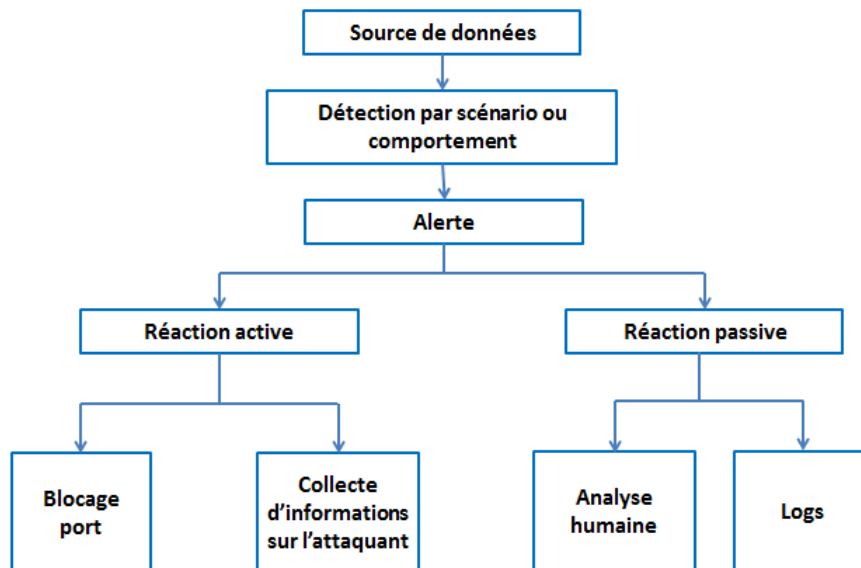 Source de données
Détection par scénario ou
comportement
Alerte
Réaction active
Réaction passive
Blocage
port
Collecte
d'informations
sur l'attaquant
Analyse
humaine
Logs